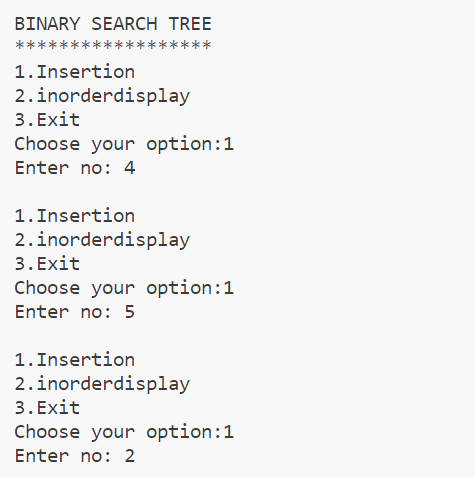 BINARY SEARCH TREE
******************
1.Insertion
2.inorderdisplay
3.Exit
Choose your option:1
Enter no: 4
1.Insertion
2.inorderdisplay
3.Exit
Choose your option:1
Enter no: 5
1.Insertion
2.inorderdisplay
3.Exit
Choose your option:1
Enter no: 2